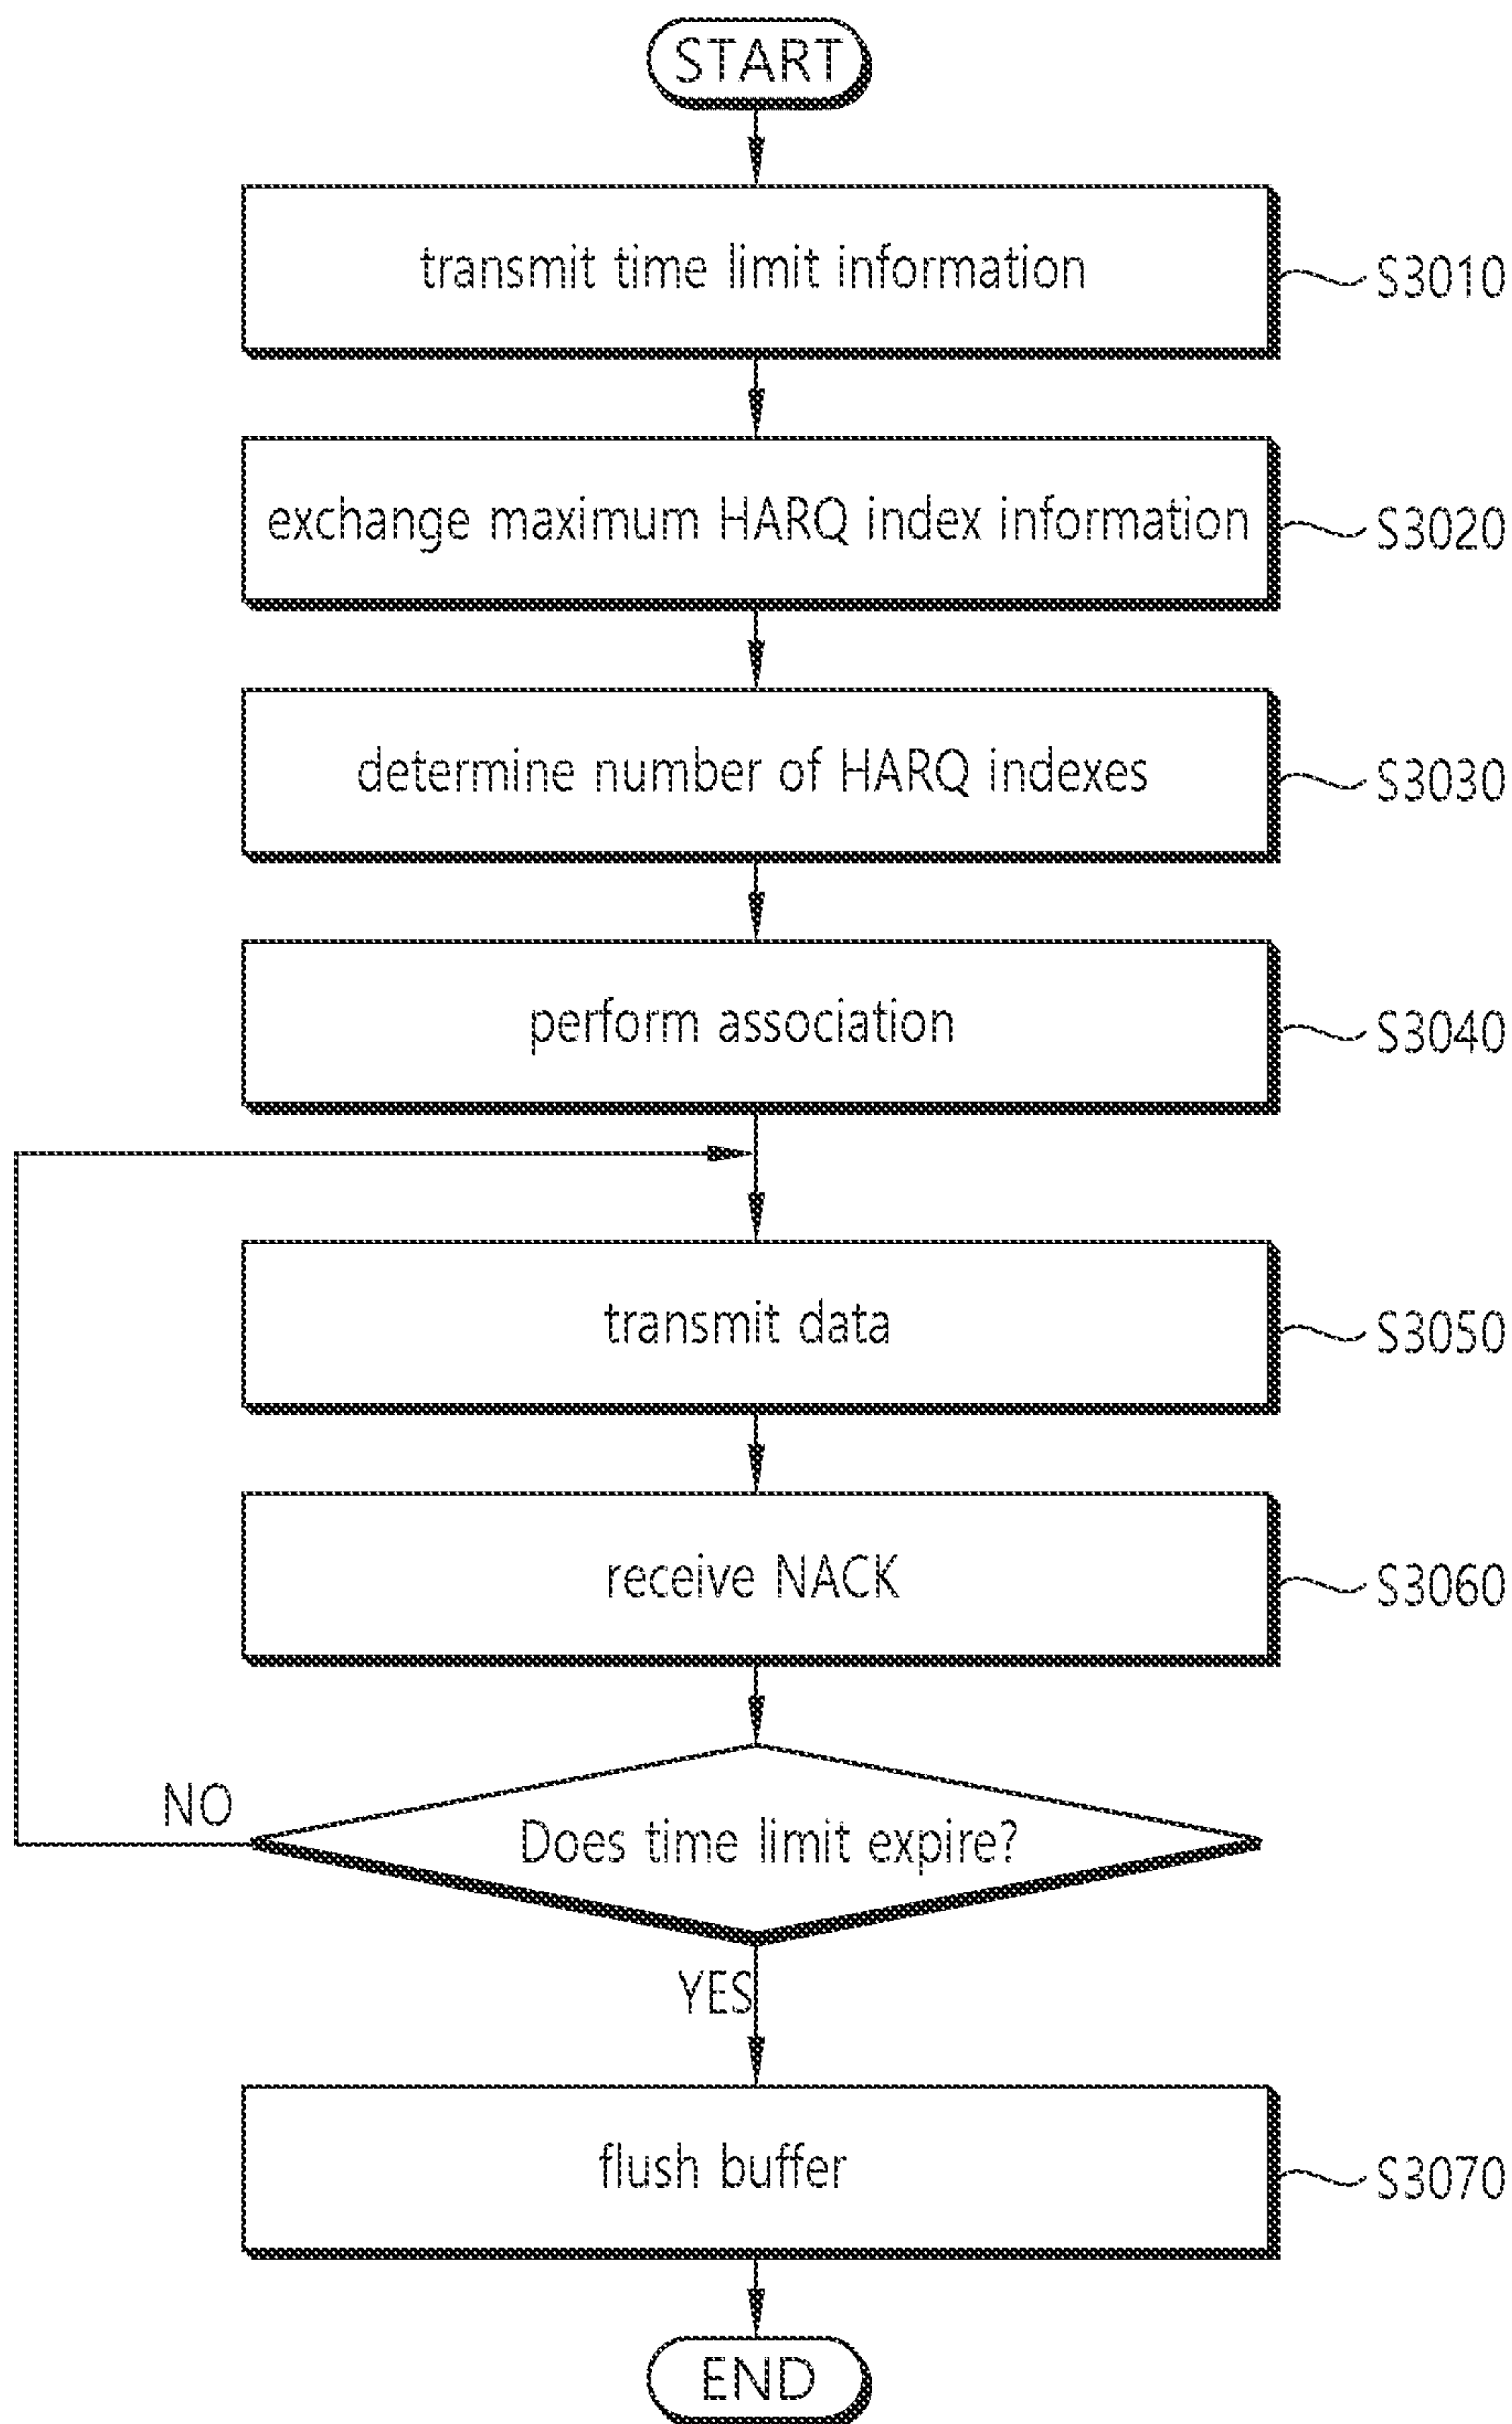 START
transmit time limit information
S3010
exchange maximum HARQ index information
S3020
determine number of HARQ indexes
S3030
perform association
S3040
transmit data
S3050
receive NACK
S3060
NO
Does time limit expire?
YES
flush buffer
S3070
END